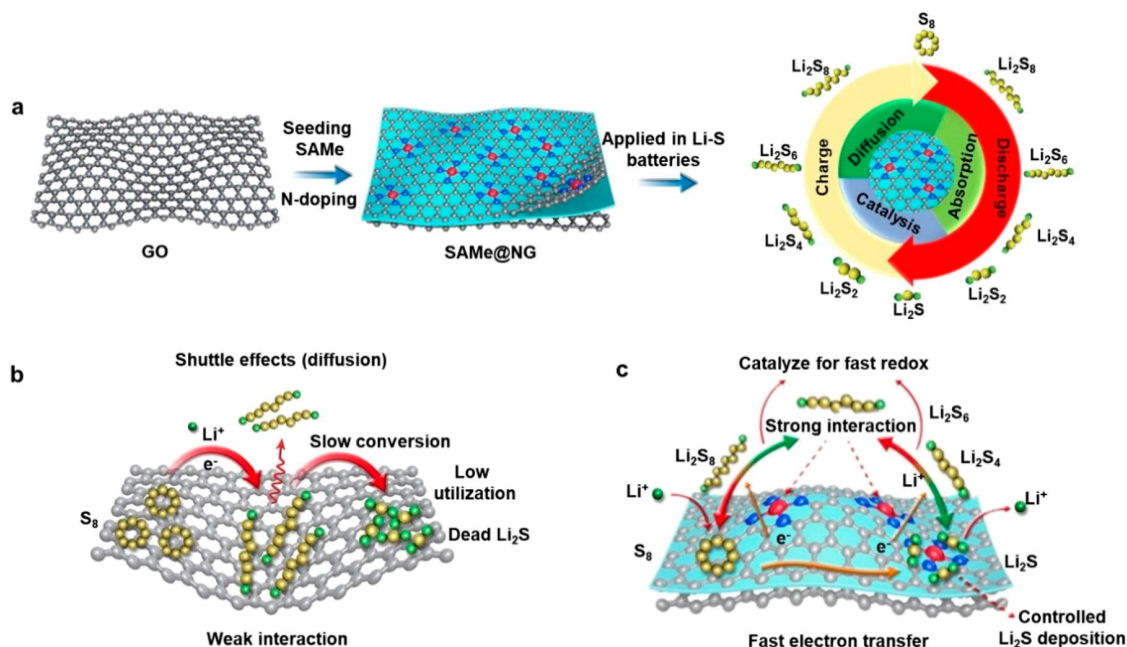 a
GO
Seeding
SAMe
N-doping
SAMe@NG
Applied in Li-S
batteries
S₈
Li₂S₈
Li₂S₆
Li₂S₄
Li₂S₂
Li₂S
Li₂S₂
Li₂S₄
Li₂S₆
Li₂S₈
Charge
Discharge
Diffusion
Absorption
Catalysis
b
Shuttle effects (diffusion)
Li⁺
e⁻
Slow conversion
Low
utilization
S₈
Dead Li₂S
Weak interaction
c
Catalyze for fast redox
Strong interaction
Li₂S₆
Li₂S₈
Li₂S₄
Li⁺
Li⁺
Li⁺
S₈
e⁻
e⁻
Li₂S
Controlled
Li₂S deposition
Fast electron transfer